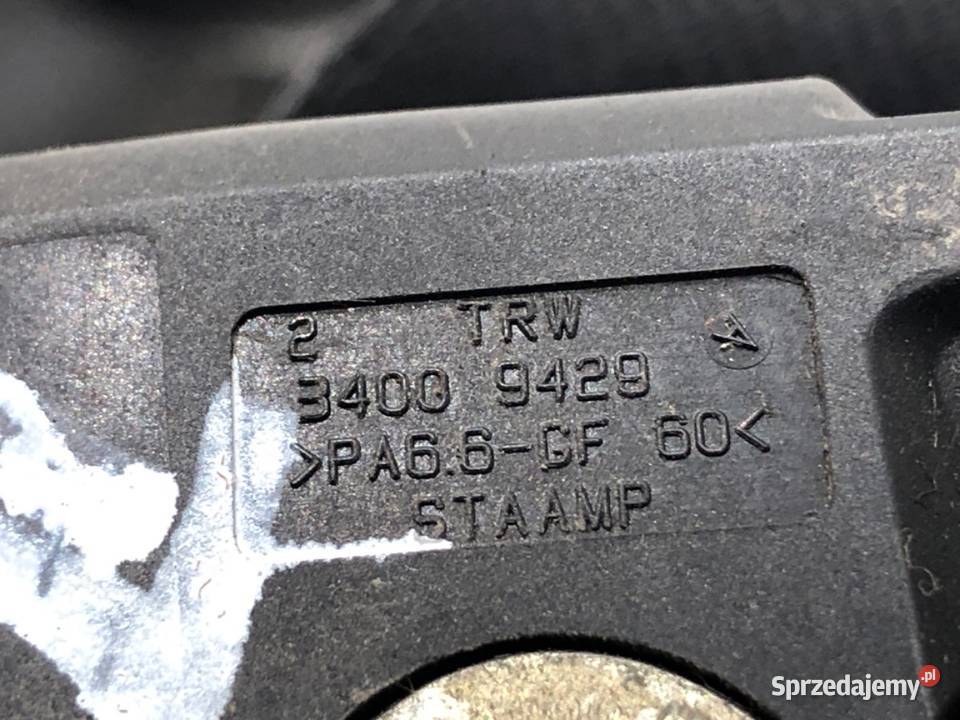 2 TRW A
3400 9429
>PA6.6-GF 60<
STAAMP
Sprzedajemy.pl